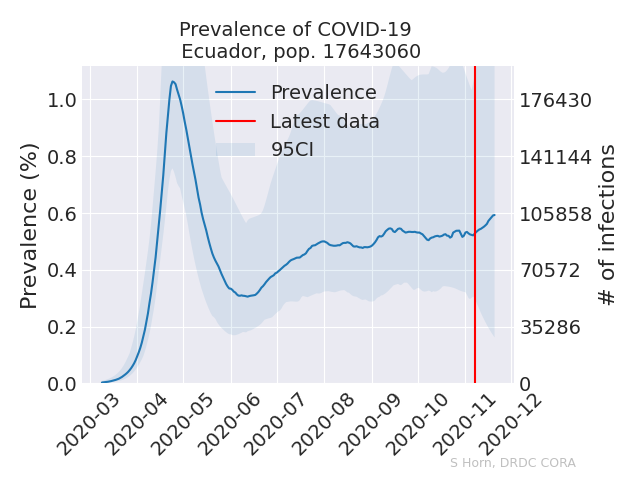 Prevalence of COVID-19
Ecuador, pop. 17643060
Prevalence
Latest data
95CI
Prevalence (%)
1.0
0.8
0.6
0.4
0.2
0.0
176430
141144
105858
70572
35286
0
# of infections
2020-03
2020-04
2020-05
2020-06
2020-07
2020-08
2020-09
2020-10
2020-11
2020-12
S Horn, DRDC CORA